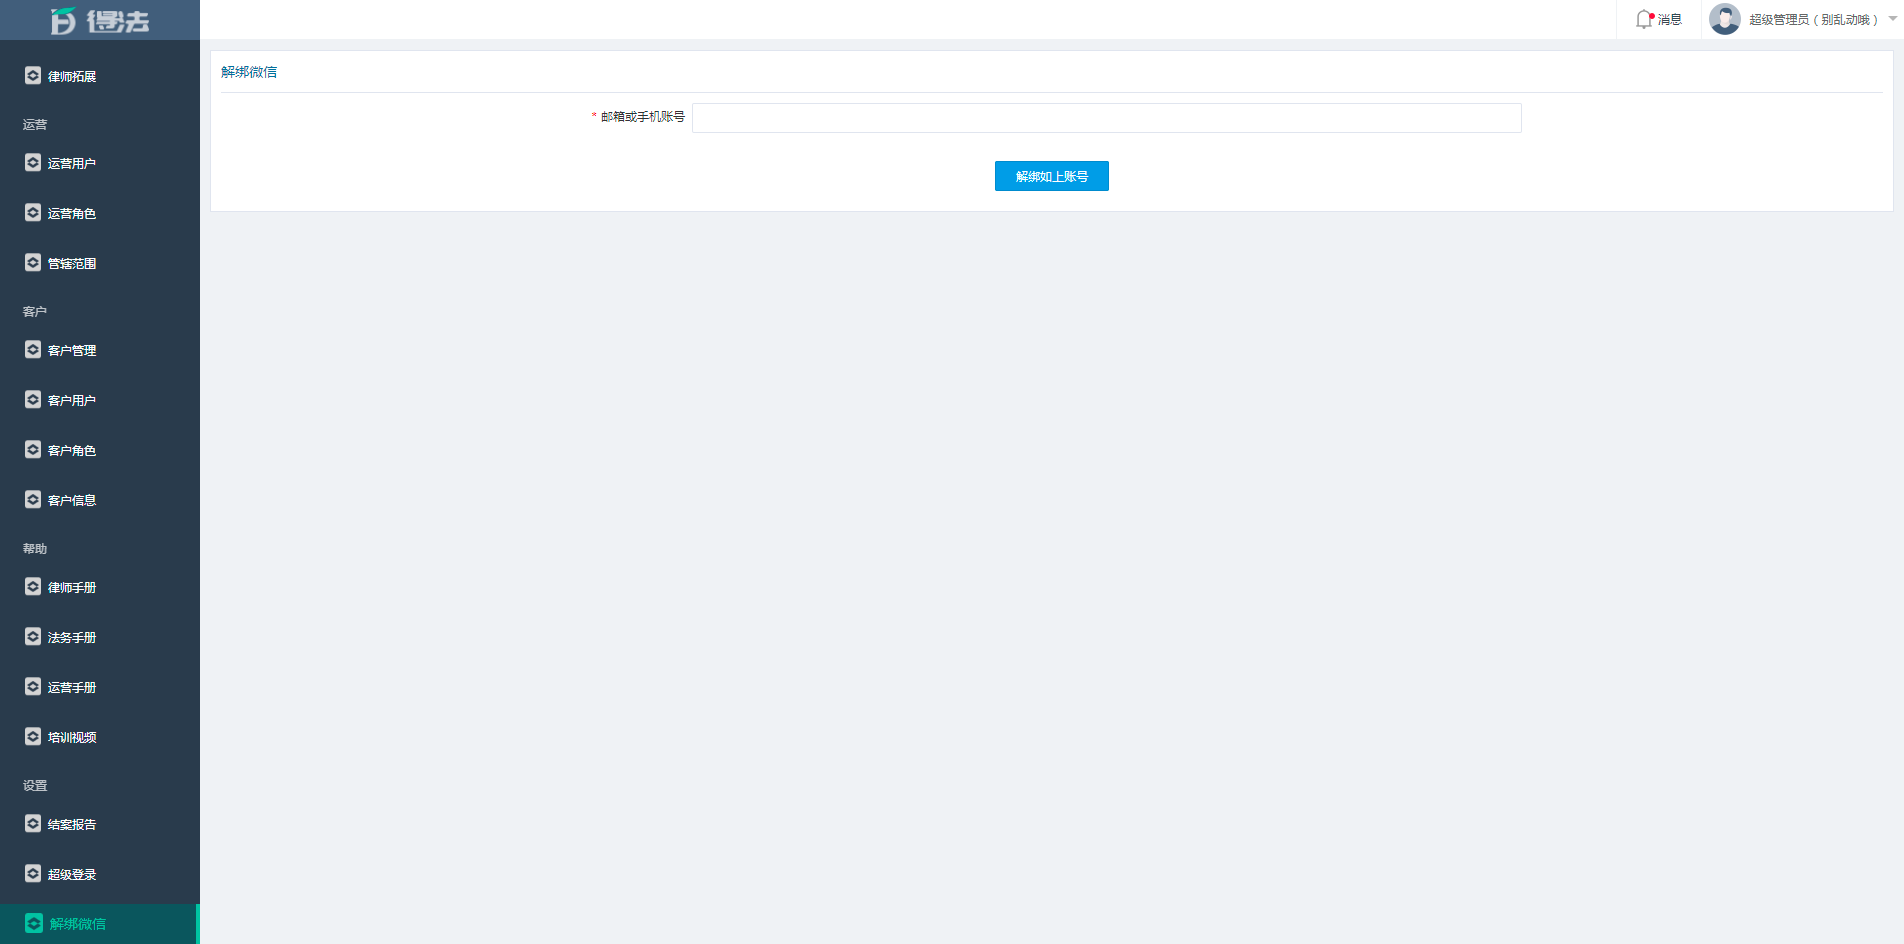 得法
消息
超级管理员（别乱动哦）
律师拓展
运营
运营用户
运营角色
管辖范围
客户
客户管理
客户用户
客户角色
客户信息
帮助
律师手册
法务手册
运营手册
培训视频
设置
结案报告
超级登录
解绑微信
解绑微信
* 邮箱或手机账号
解绑如上账号